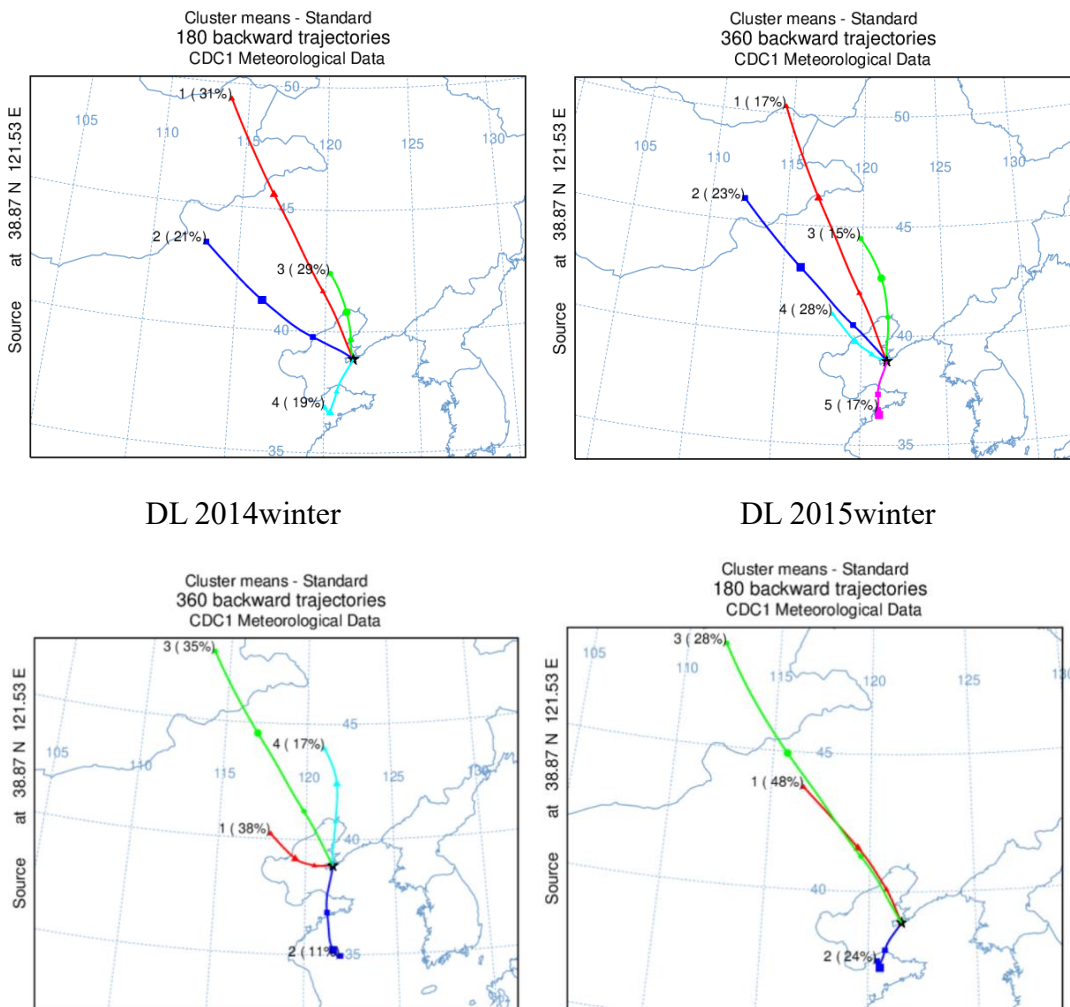 Cluster means - Standard
180 backward trajectories
CDC1 Meteorological Data
Source at 38.87 N 121.53 E
1 ( 31%)
50
105
110
115
120
125
130
45
2 ( 21%)
3 ( 29%)
40
4 ( 19%)
35
Cluster means - Standard
360 backward trajectories
CDC1 Meteorological Data
Source at 38.87 N 121.53 E
1 ( 17%)
50
105
110
115
120
125
130
2 ( 23%)
45
3 ( 15%)
4 ( 28%)
40
5 ( 17%)
35
DL 2014winter
DL 2015winter
Cluster means - Standard
360 backward trajectories
CDC1 Meteorological Data
Source at 38.87 N 121.53 E
3 ( 35%)
45
4 ( 17%)
105
110
115
120
125
130
1 ( 38%)
40
2 ( 11%)
35
Cluster means - Standard
180 backward trajectories
CDC1 Meteorological Data
Source at 38.87 N 121.53 E
3 ( 28%)
105
110
115
120
125
130
45
1 ( 48%)
40
2 ( 24%)